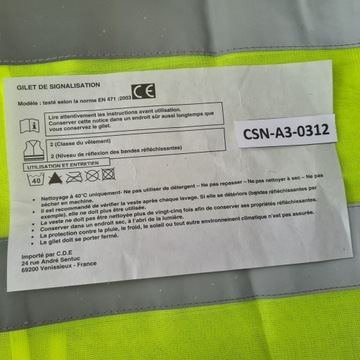 GILET DE SIGNALISATION
Modèle : testé selon la norme EN 471 :2003 CE
Lire attentivement les instructions avant utilisation.
Conserver cette notice dans un endroit sûr aussi longtemps que
vous conservez le gilet.
CSN-A3-0312
2 (Classe du vêtement)
2 (Niveau de réflexion des bandes réfléchissantes)
UTILISATION ET ENTRETIEN
40
• Nettoyage à 40°C uniquement- Ne pas utiliser de détergent – Ne pas repasser – Ne pas nettoyer à sec – Ne pas
sécher en machine.
• Il est recommandé de vérifier la veste après chaque lavage. Si elle se détériore (bandes réfléchissantes par
exemple), elle ne doit plus être utilisée.
• La veste ne doit pas être nettoyée plus de vingt-cinq fois afin de conserver ses propriétés réfléchissantes.
• Conserver dans un endroit sec, à l'abri de la lumière.
• La protection contre la pluie, le froid, le soleil ou tout autre environnement climatique n'est pas assurée.
• Le gilet doit se porter fermé.
Importé par C.D.E
24 rue André Sentuc
69200 Venissieux - France